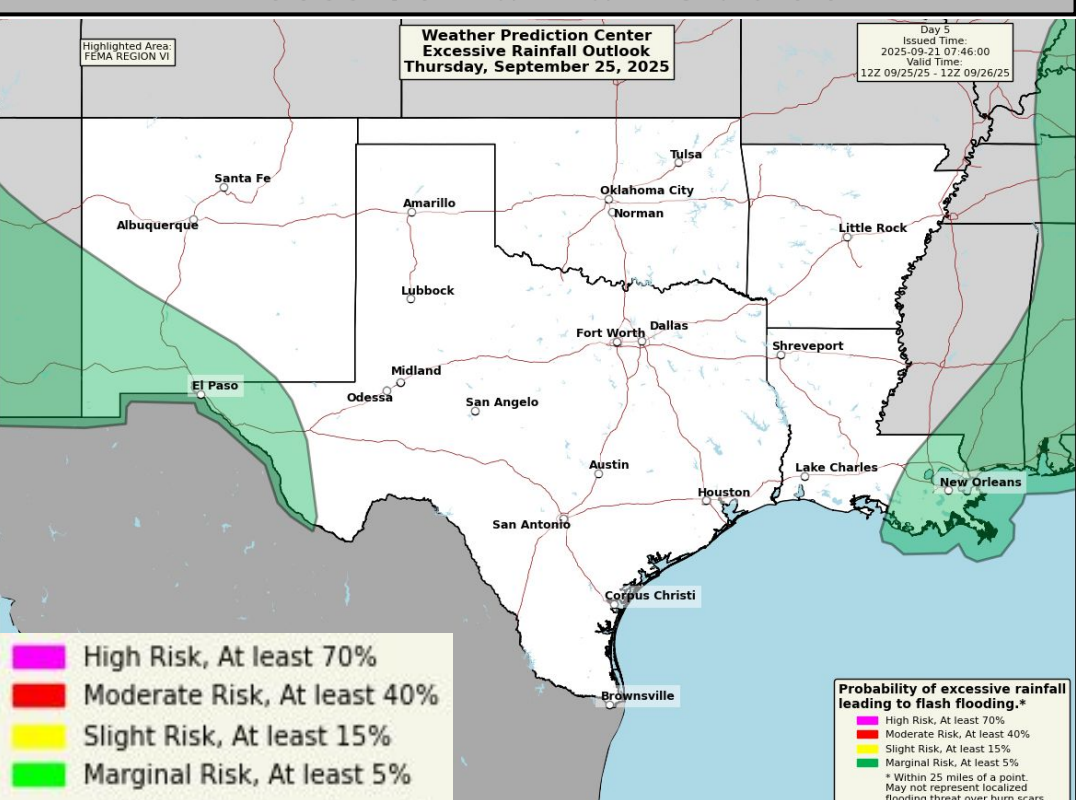 Highlighted Area:
FEMA REGION VI
Weather Prediction Center
Excessive Rainfall Outlook
Thursday, September 25, 2025
Day 5
Issued Time:
2025-09-21 07:46:00
Valid Time:
12Z 09/25/25 - 12Z 09/26/25
Tulsa
Santa Fe
Oklahoma City
Amarillo
Norman
Albuquerque
Little Rock
Lubbock
Dallas
Fort Worth
Shreveport
Midland
El Paso
Odessa
San Angelo
Austin
Lake Charles
New Orleans
Houston
San Antonio
Corpus Christi
Brownsville
High Risk, At least 70%
Moderate Risk, At least 40%
Slight Risk, At least 15%
Marginal Risk, At least 5%
Probability of excessive rainfall
leading to flash flooding.*
High Risk, At least 70%
Moderate Risk, At least 40%
Slight Risk, At least 15%
Marginal Risk, At least 5%
* Within 25 miles of a point.
May not represent localized
flooding threat over burn scars